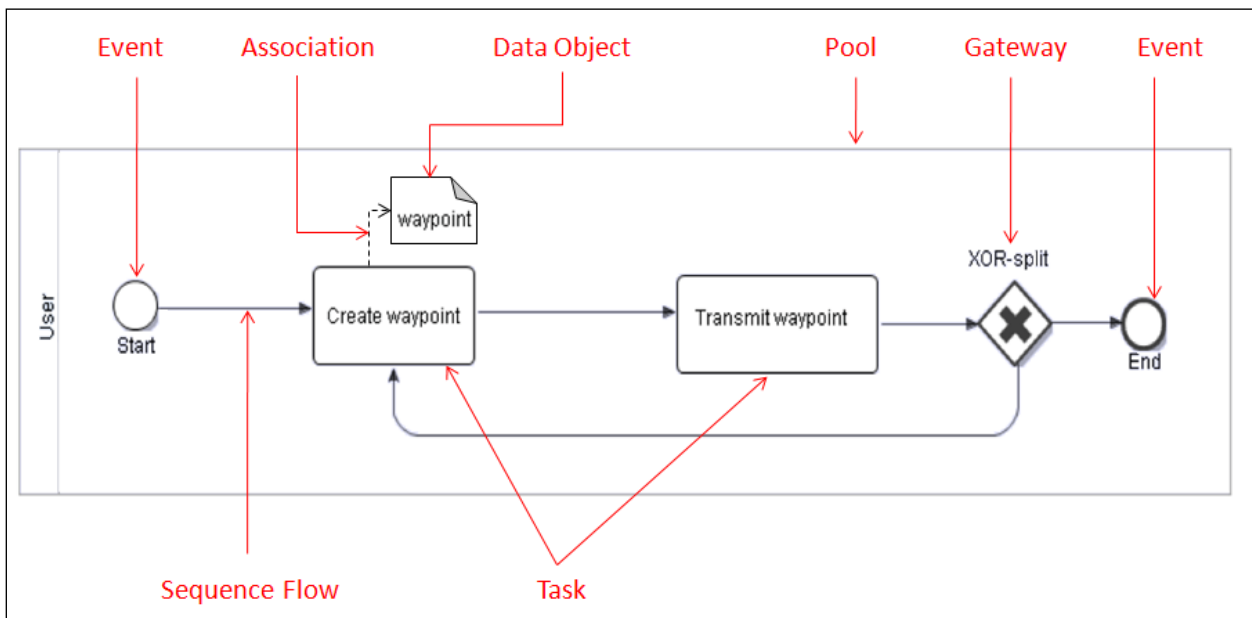 Event
Association
Data Object
Pool
Gateway
Event
waypoint
XOR-split
User
Create waypoint
Transmit waypoint
Start
End
Sequence Flow
Task